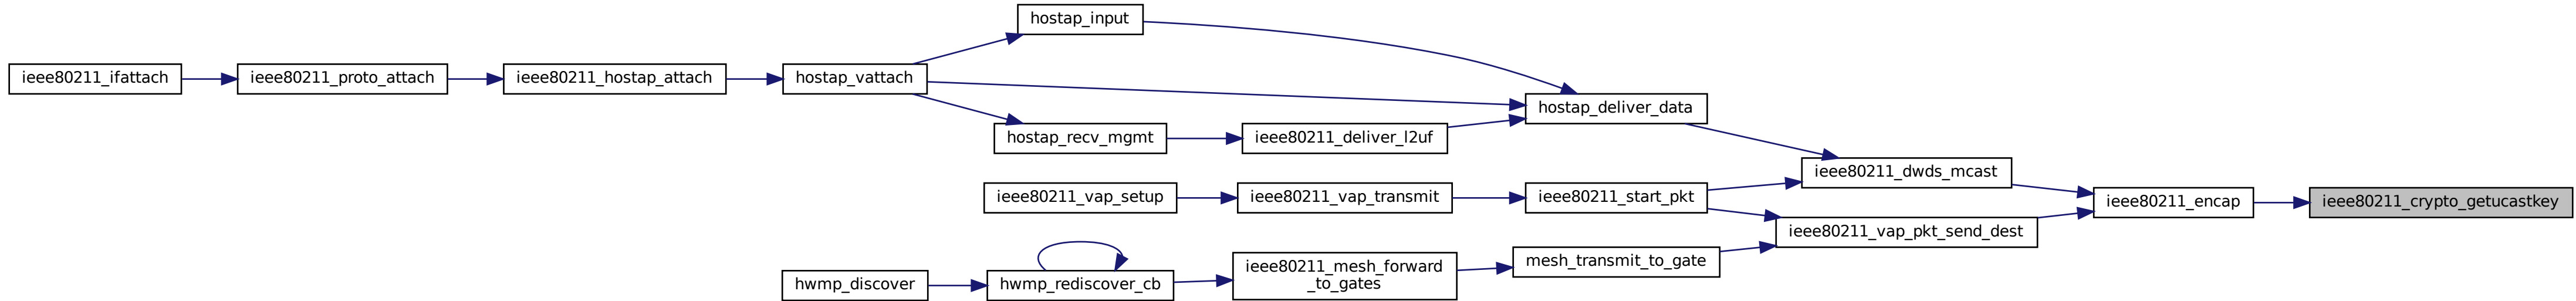 hostap_input
ieee80211_ifattach
ieee80211_proto_attach
ieee80211_hostap_attach
hostap_vattach
hostap_deliver_data
hostap_recv_mgmt
ieee80211_deliver_l2uf
ieee80211_dwds_mcast
ieee80211_vap_setup
ieee80211_vap_transmit
ieee80211_start_pkt
ieee80211_encap
ieee80211_crypto_getucastkey
ieee80211_vap_pkt_send_dest
mesh_transmit_to_gate
ieee80211_mesh_forward
_to_gates
hwmp_discover
hwmp_rediscover_cb